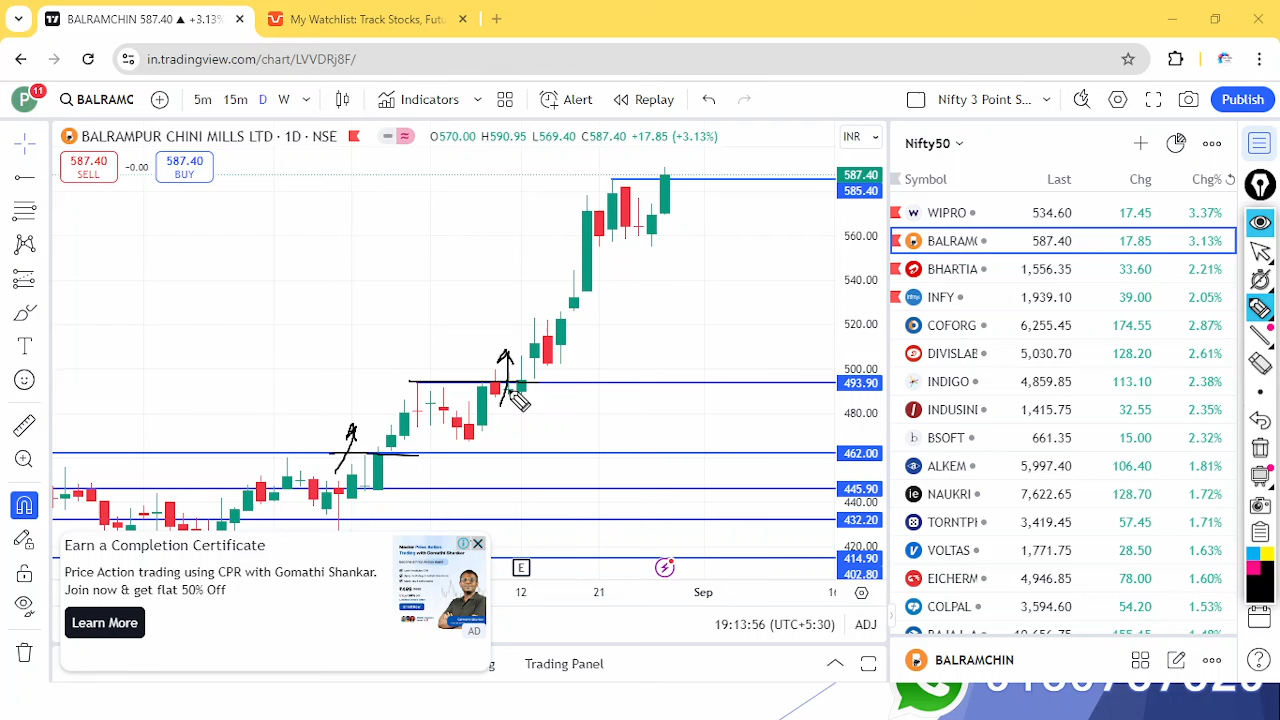 BALRAMCHIN 587.40 ▲ +3.13%
My Watchlist: Track Stocks, Futu
in.tradingview.com/chart/LVVDRj8F/
P 11 BALRAMC 5m 15m D W Indicators Alert Replay Nifty 3 Point S... Publish
BALRAMPUR CHINI MILLS LTD · 1D · NSE O570.00 H590.95 L569.40 C587.40 +17.85 (+3.13%) INR
587.40 SELL -0.00 587.40 BUY
587.40
585.40
560.00
540.00
520.00
500.00
493.90
480.00
462.00
445.90
440.00
432.20
414.90
402.80
E
12 21 Sep
19:13:56 (UTC+5:30) ADJ
Trading Panel
Earn a Completion Certificate
Price Action trading using CPR with Gomathi Shankar.
Join now & get flat 50% Off
Learn More
AD
Nifty50
Symbol Last Chg Chg%
WIPRO 534.60 17.45 3.37%
BALRAM 587.40 17.85 3.13%
BHARTIA 1,556.35 33.60 2.21%
INFY 1,939.10 39.00 2.05%
COFORG 6,255.45 174.55 2.87%
DIVISLAB 5,030.70 128.20 2.61%
INDIGO 4,859.85 113.10 2.38%
INDUSINI 1,415.75 32.55 2.35%
BSOFT 661.35 15.00 2.32%
ALKEM 5,997.40 106.40 1.81%
NAUKRI 7,622.65 128.70 1.72%
TORNTPH 3,419.45 57.45 1.71%
VOLTAS 1,771.75 28.50 1.63%
EICHERM 4,946.85 78.00 1.60%
COLPAL 3,594.60 54.20 1.53%
BALRAMCHIN